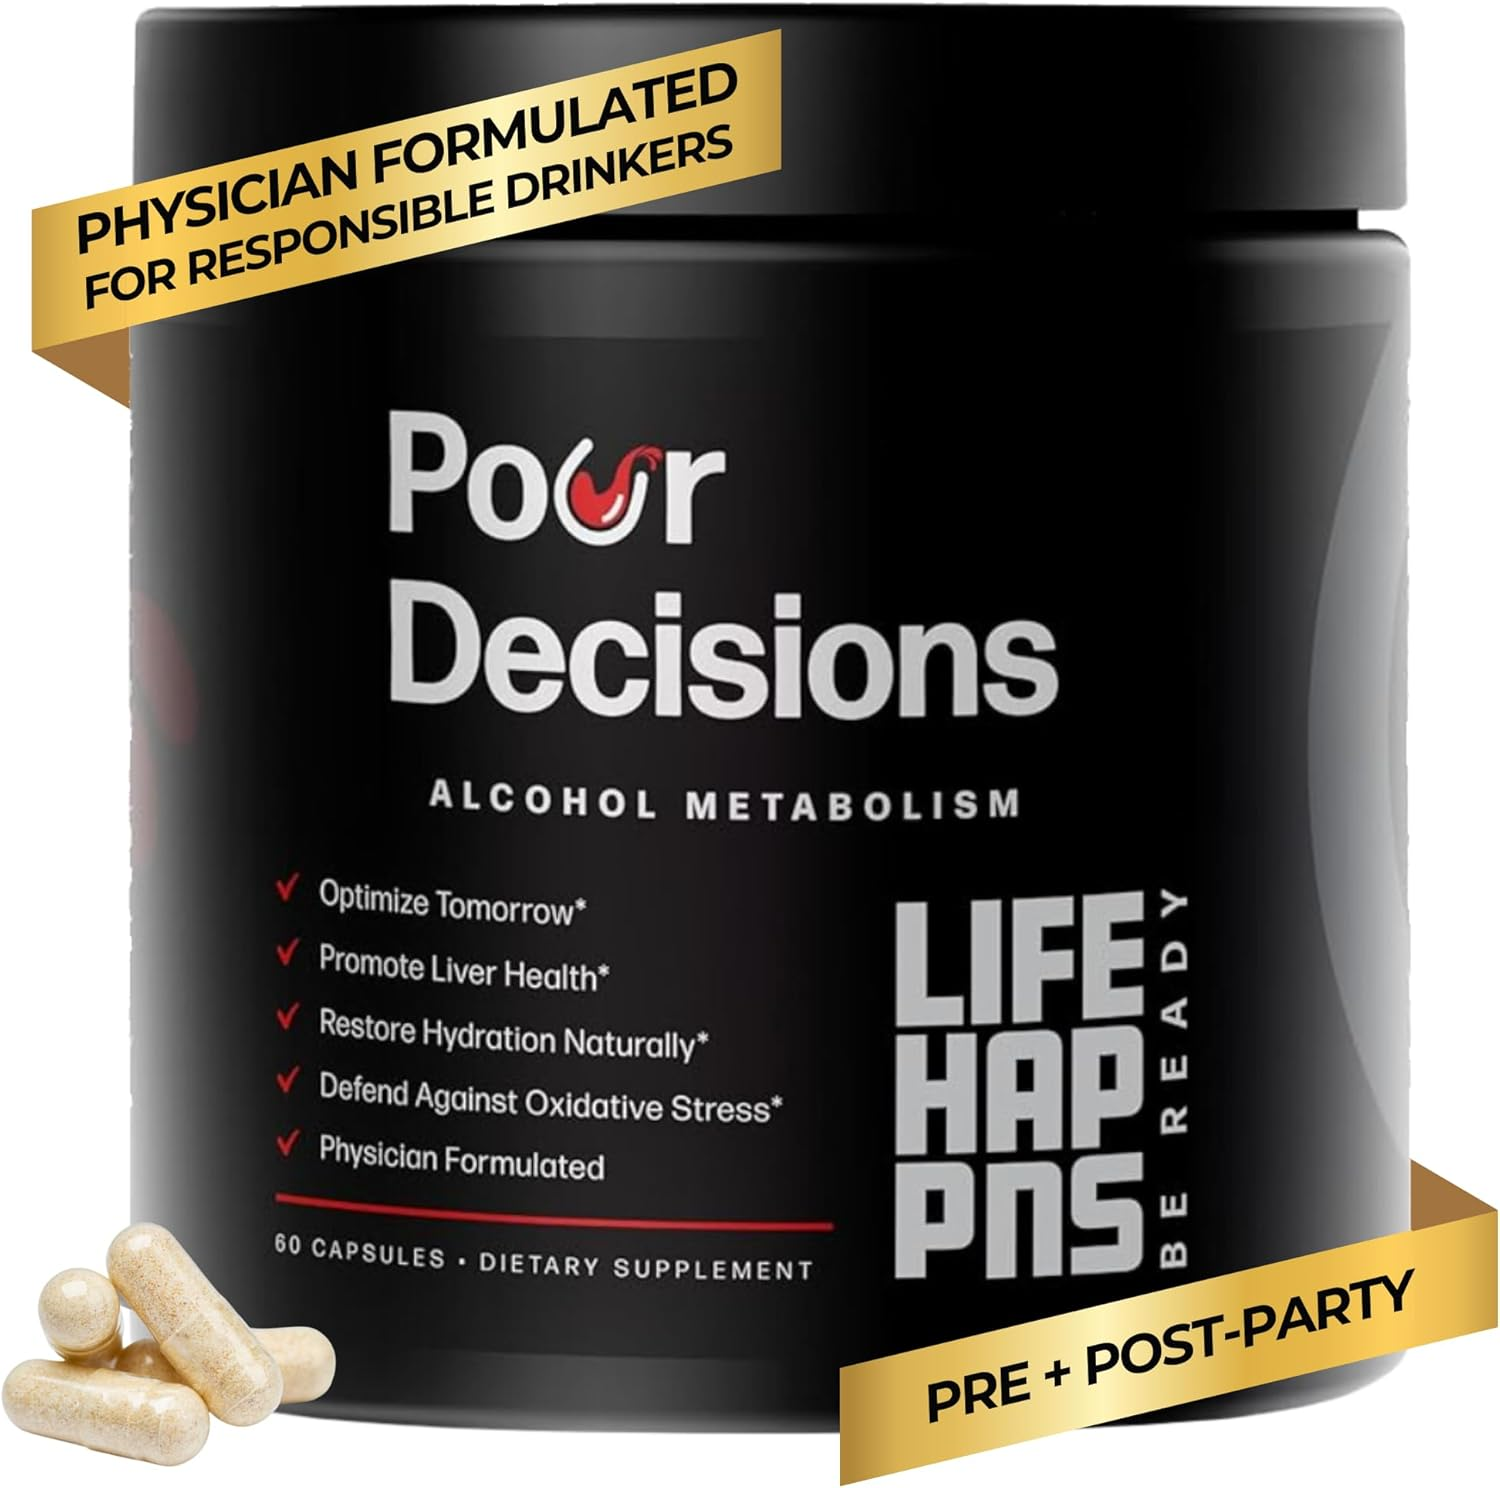 PHYSICIAN FORMULATED
FOR RESPONSIBLE DRINKERS
Pour
Decisions
ALCOHOL METABOLISM
✓ Optimize Tomorrow*
✓ Promote Liver Health*
✓ Restore Hydration Naturally*
✓ Defend Against Oxidative Stress*
✓ Physician Formulated
60 CAPSULES • DIETARY SUPPLEMENT
LIFE
HAP
PNS
BE READY
PRE + POST-PARTY